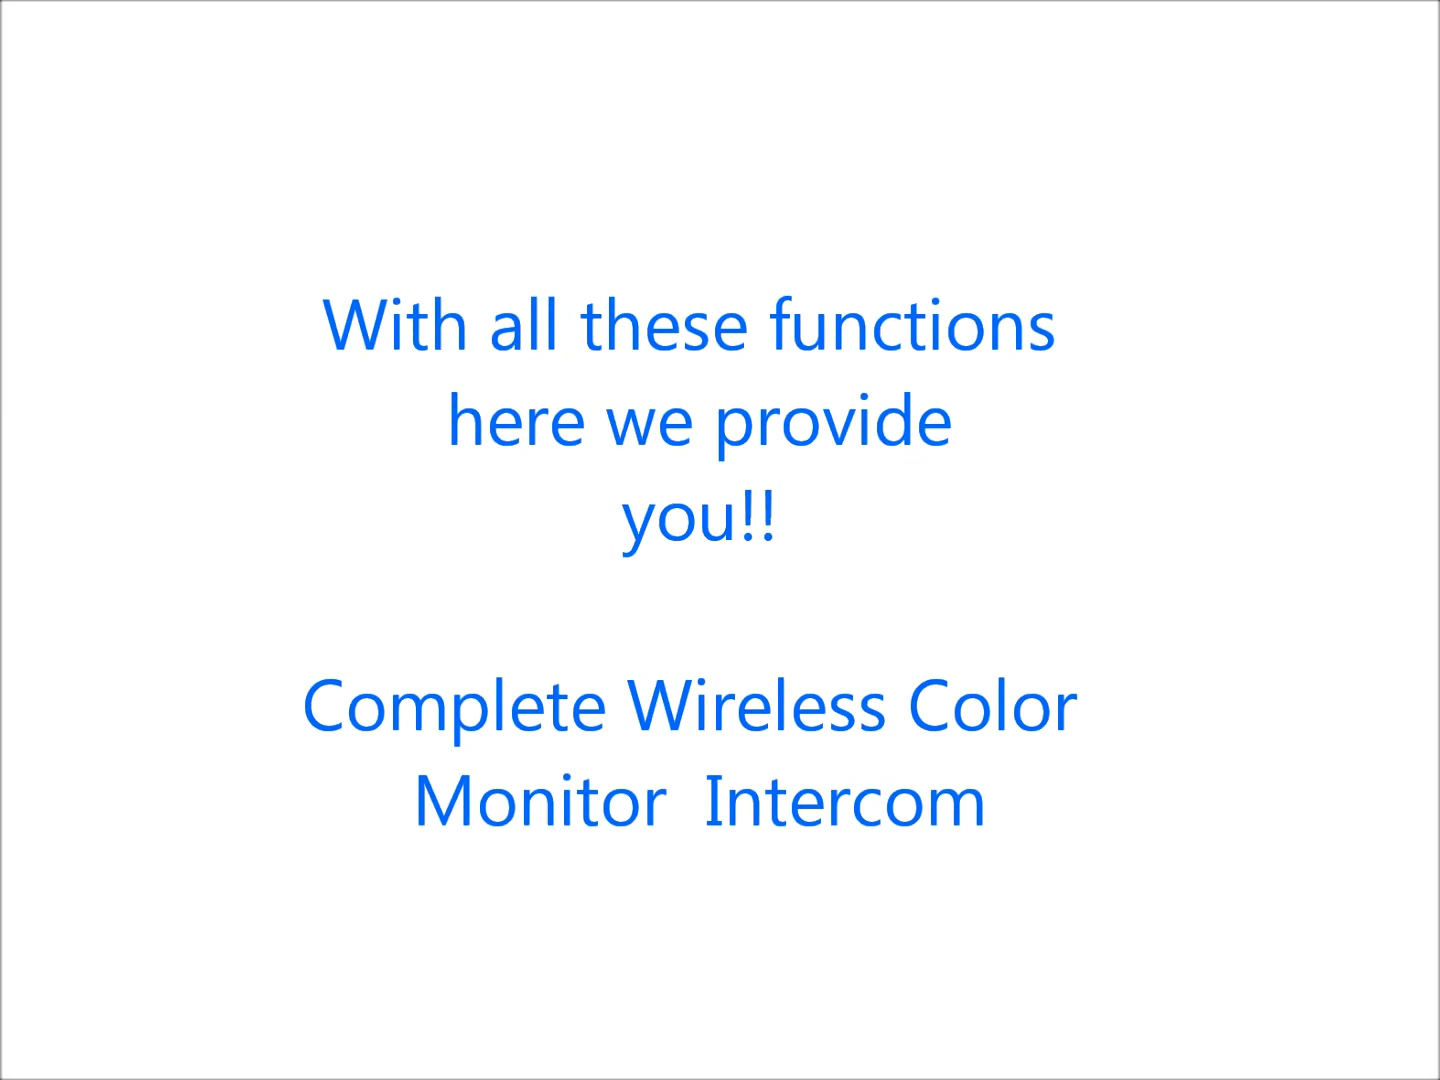 With all these functions
here we provide
you!!
Complete Wireless Color
Monitor  Intercom